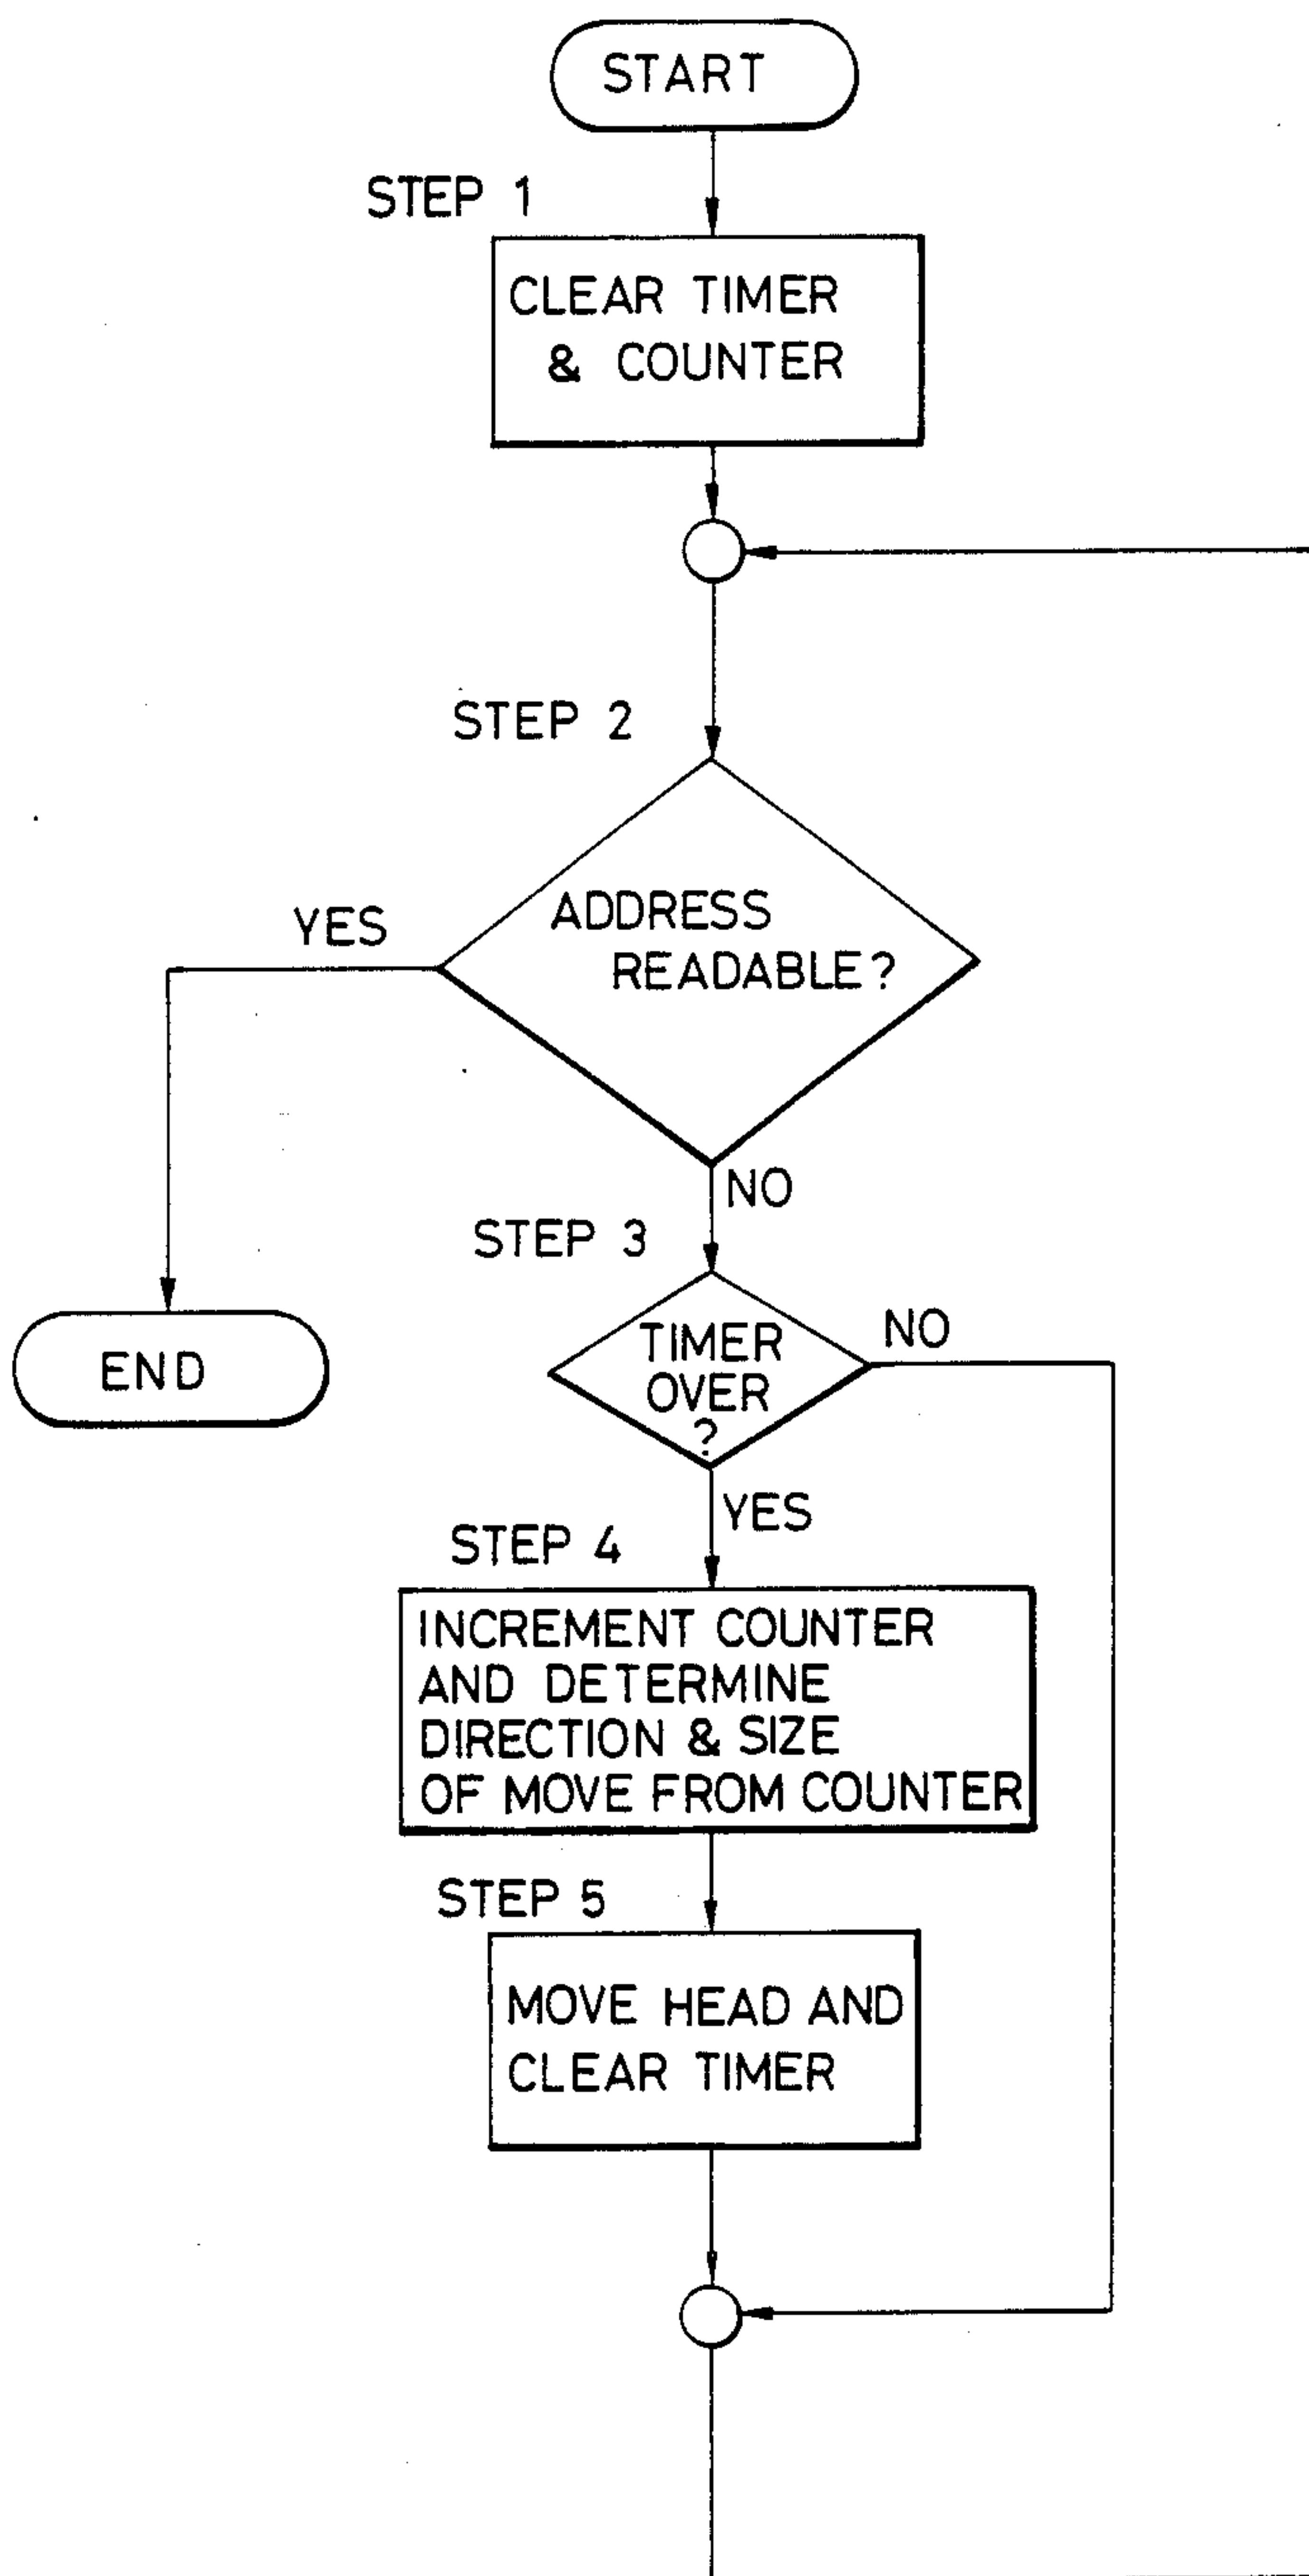 START
STEP 1
CLEAR TIMER
& COUNTER
STEP 2
ADDRESS
READABLE?
YES
NO
STEP 3
TIMER
OVER
?
NO
END
YES
STEP 4
INCREMENT COUNTER
AND DETERMINE
DIRECTION & SIZE
OF MOVE FROM COUNTER
STEP 5
MOVE HEAD AND
CLEAR TIMER